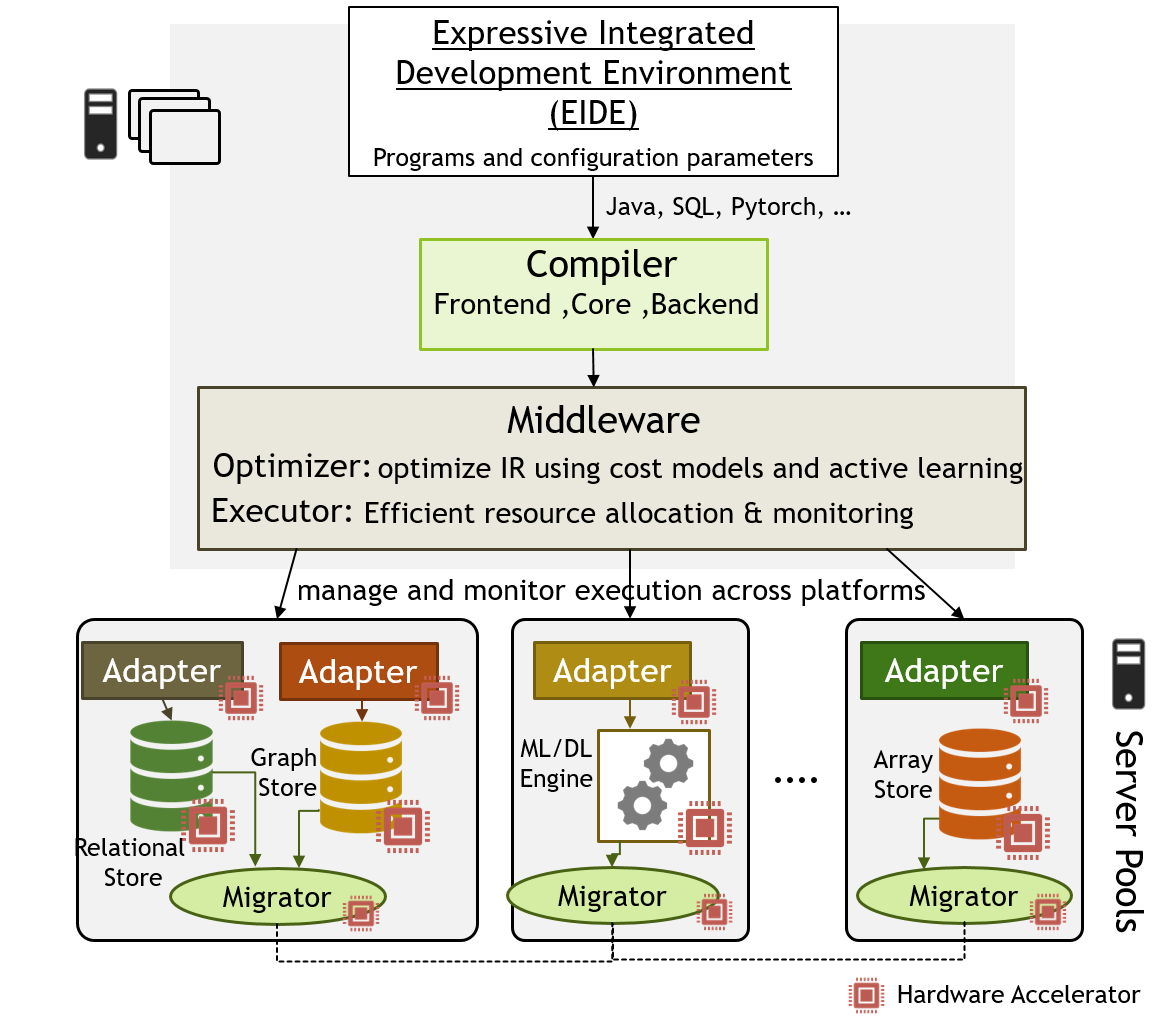 Expressive Integrated
Development Environment
(EIDE)
Programs and configuration parameters
Java, SQL, Pytorch, ...
Compiler
Frontend ,Core ,Backend
Middleware
Optimizer: optimize IR using cost models and active learning
Executor: Efficient resource allocation & monitoring
manage and monitor execution across platforms
Adapter
Adapter
Adapter
Adapter
Graph
Store
ML/DL
Engine
....
Array
Store
Relational
Store
Migrator
Migrator
Migrator
Server Pools
Hardware Accelerator